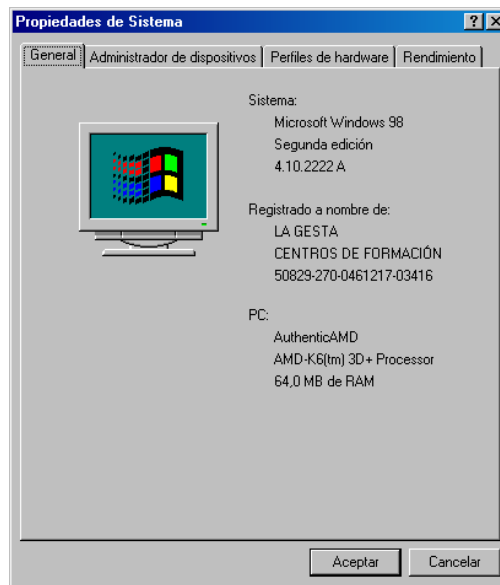 Propiedades de Sistema
General Administrador de dispositivos Perfiles de hardware Rendimiento
Sistema:
Microsoft Windows 98
Segunda edición
4.10.2222 A
Registrado a nombre de:
LA GESTA
CENTROS DE FORMACIÓN
50829-270-0461217-03416
PC:
AuthenticAMD
AMD-K6(tm) 3D+ Processor
64,0 MB de RAM
Aceptar Cancelar